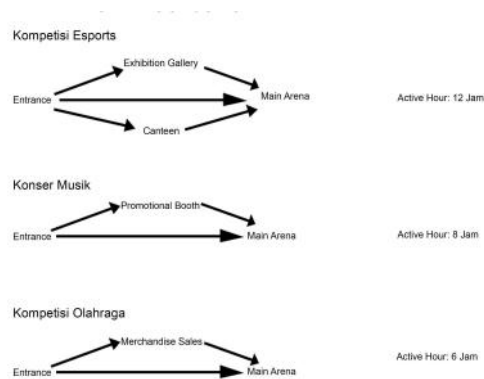 Kompetisi Esports
Exhibition Gallery
Entrance
Main Arena
Active Hour: 12 Jam
Canteen
Konser Musik
Promotional Booth
Entrance
Main Arena
Active Hour: 8 Jam
Kompetisi Olahraga
Merchandise Sales
Active Hour: 6 Jam
Entrance
Main Arena